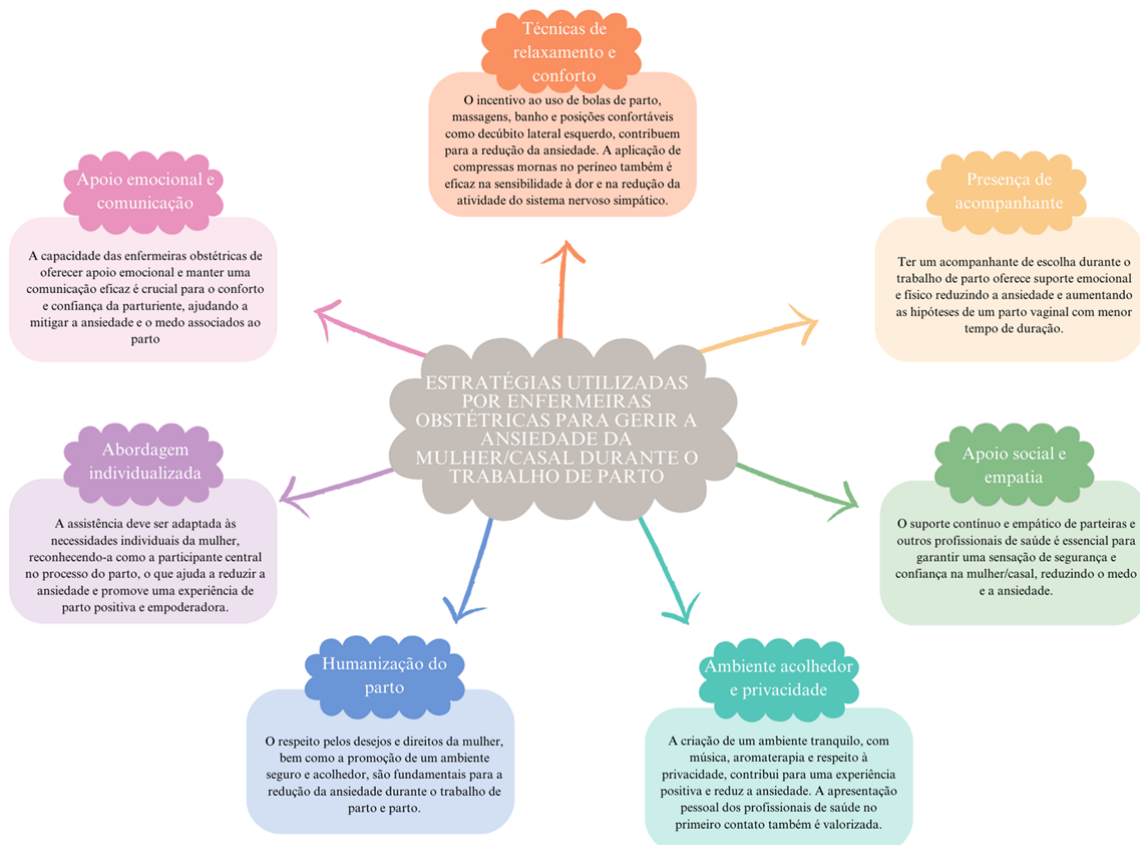 Técnicas de
relaxamento e
conforto
O incentivo ao uso de bolas de parto,
massagens, banho e posições confortáveis
como decúbito lateral esquerdo, contribuem
para a redução da ansiedade. A aplicação de
compressas mornas no períneo também é
eficaz na sensibilidade à dor e na redução da
atividade do sistema nervoso simpático.
Apoio emocional e
comunicação
A capacidade das enfermeiras obstétricas de
oferecer apoio emocional e manter uma
comunicação eficaz é crucial para o conforto
e confiança da parturiente, ajudando a
mitigar a ansiedade e o medo associados ao
parto
Presença de
acompanhante
Ter um acompanhante de escolha durante o
trabalho de parto oferece suporte emocional
e físico reduzindo a ansiedade e aumentando
as hipóteses de um parto vaginal com menor
tempo de duração.
ESTRATÉGIAS UTILIZADAS
POR ENFERMEIRAS
OBSTÉTRICAS PARA GERIR A
ANSIEDADE DA
MULHER/CASAL DURANTE O
TRABALHO DE PARTO
Abordagem
individualizada
A assistência deve ser adaptada às
necessidades individuais da mulher,
reconhecendo-a como a participante central
no processo do parto, o que ajuda a reduzir a
ansiedade e promove uma experiência de
parto positiva e empoderadora.
Apoio social e
empatia
O suporte contínuo e empático de parteiras e
outros profissionais de saúde é essencial para
garantir uma sensação de segurança e
confiança na mulher/casal, reduzindo o medo
e a ansiedade.
Humanização do
parto
O respeito pelos desejos e direitos da mulher,
bem como a promoção de um ambiente
seguro e acolhedor, são fundamentais para a
redução da ansiedade durante o trabalho de
parto e parto.
Ambiente acolhedor
e privacidade
A criação de um ambiente tranquilo, com
música, aromaterapia e respeito à
privacidade, contribui para uma experiência
positiva e reduz a ansiedade. A apresentação
pessoal dos profissionais de saúde no
primeiro contato também é valorizada.